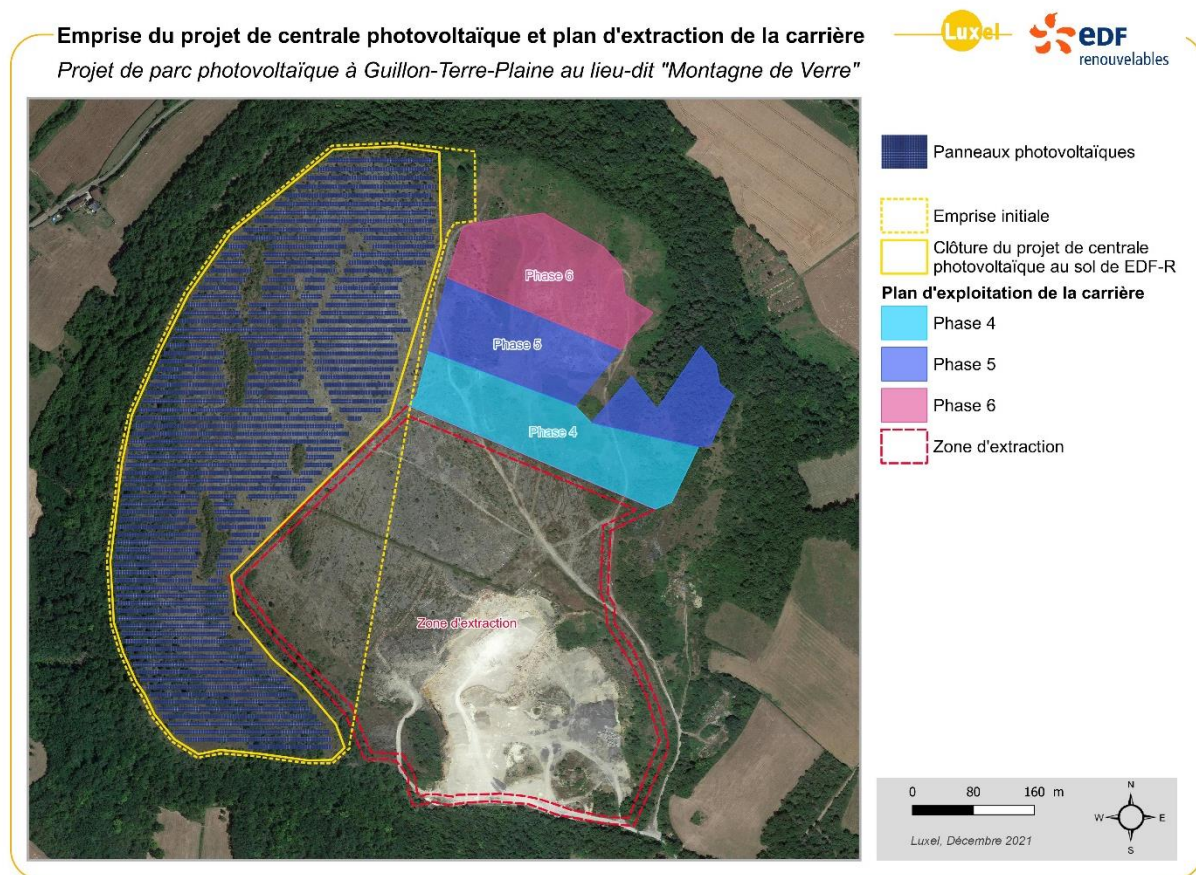 Emprise du projet de centrale photovoltaïque et plan d'extraction de la carrière
Projet de parc photovoltaïque à Guillon-Terre-Plaine au lieu-dit "Montagne de Verre"
Luxel
eDF
renouvelables
Panneaux photovoltaïques
Emprise initiale
Clôture du projet de centrale
photovoltaïque au sol de EDF-R
Plan d'exploitation de la carrière
Phase 4
Phase 5
Phase 6
Zone d'extraction
Phase 6
Phase 5
Phase 4
Zone d'extraction
0 80 160 m
Luxel, Décembre 2021
N
W E
S